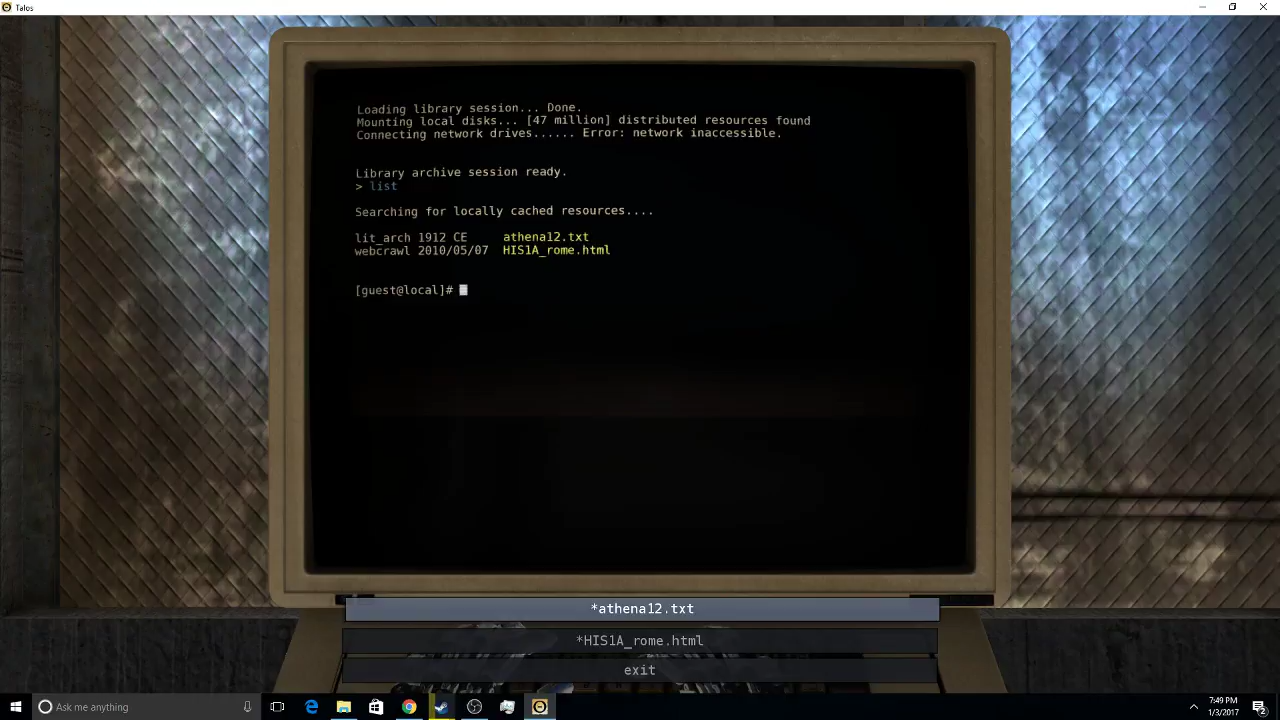 Talos
Loading library session... Done.
Mounting local disks... [47 million] distributed resources found
Connecting network drives...... Error: network inaccessible.
Library archive session ready.
> list
Searching for locally cached resources....
lit_arch 1912 CE athena12.txt
webcrawl 2010/05/07 HIS1A_rome.html
[guest@local]#
*athena12.txt
*HIS1A_rome.html
exit
Ask me anything
7:49 PM
1/3/2017
2